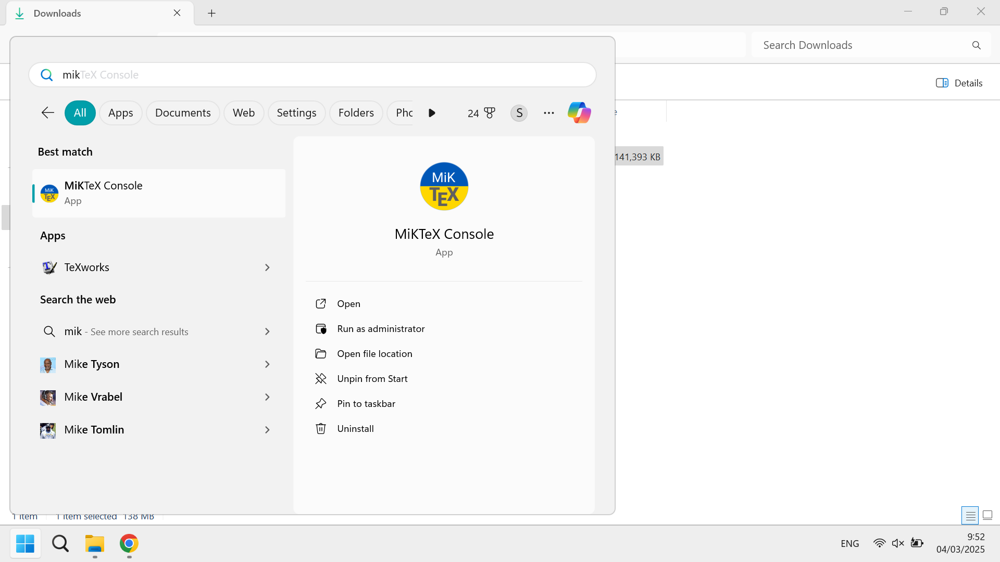 Downloads
Search Downloads
mikTeX Console
Details
All
Apps
Documents
Web
Settings
Folders
Pho
24
S
e
Best match
141,393 KB
MiK
TEX
MiKTeX Console
App
MiK
TEX
MiKTeX Console
App
Apps
TeXworks
Search the web
mik - See more search results
Mike Tyson
Mike Vrabel
Mike Tomlin
Open
Run as administrator
Open file location
Unpin from Start
Pin to taskbar
Uninstall
1 item
1 item selected 138 MB
ENG
9:52
04/03/2025